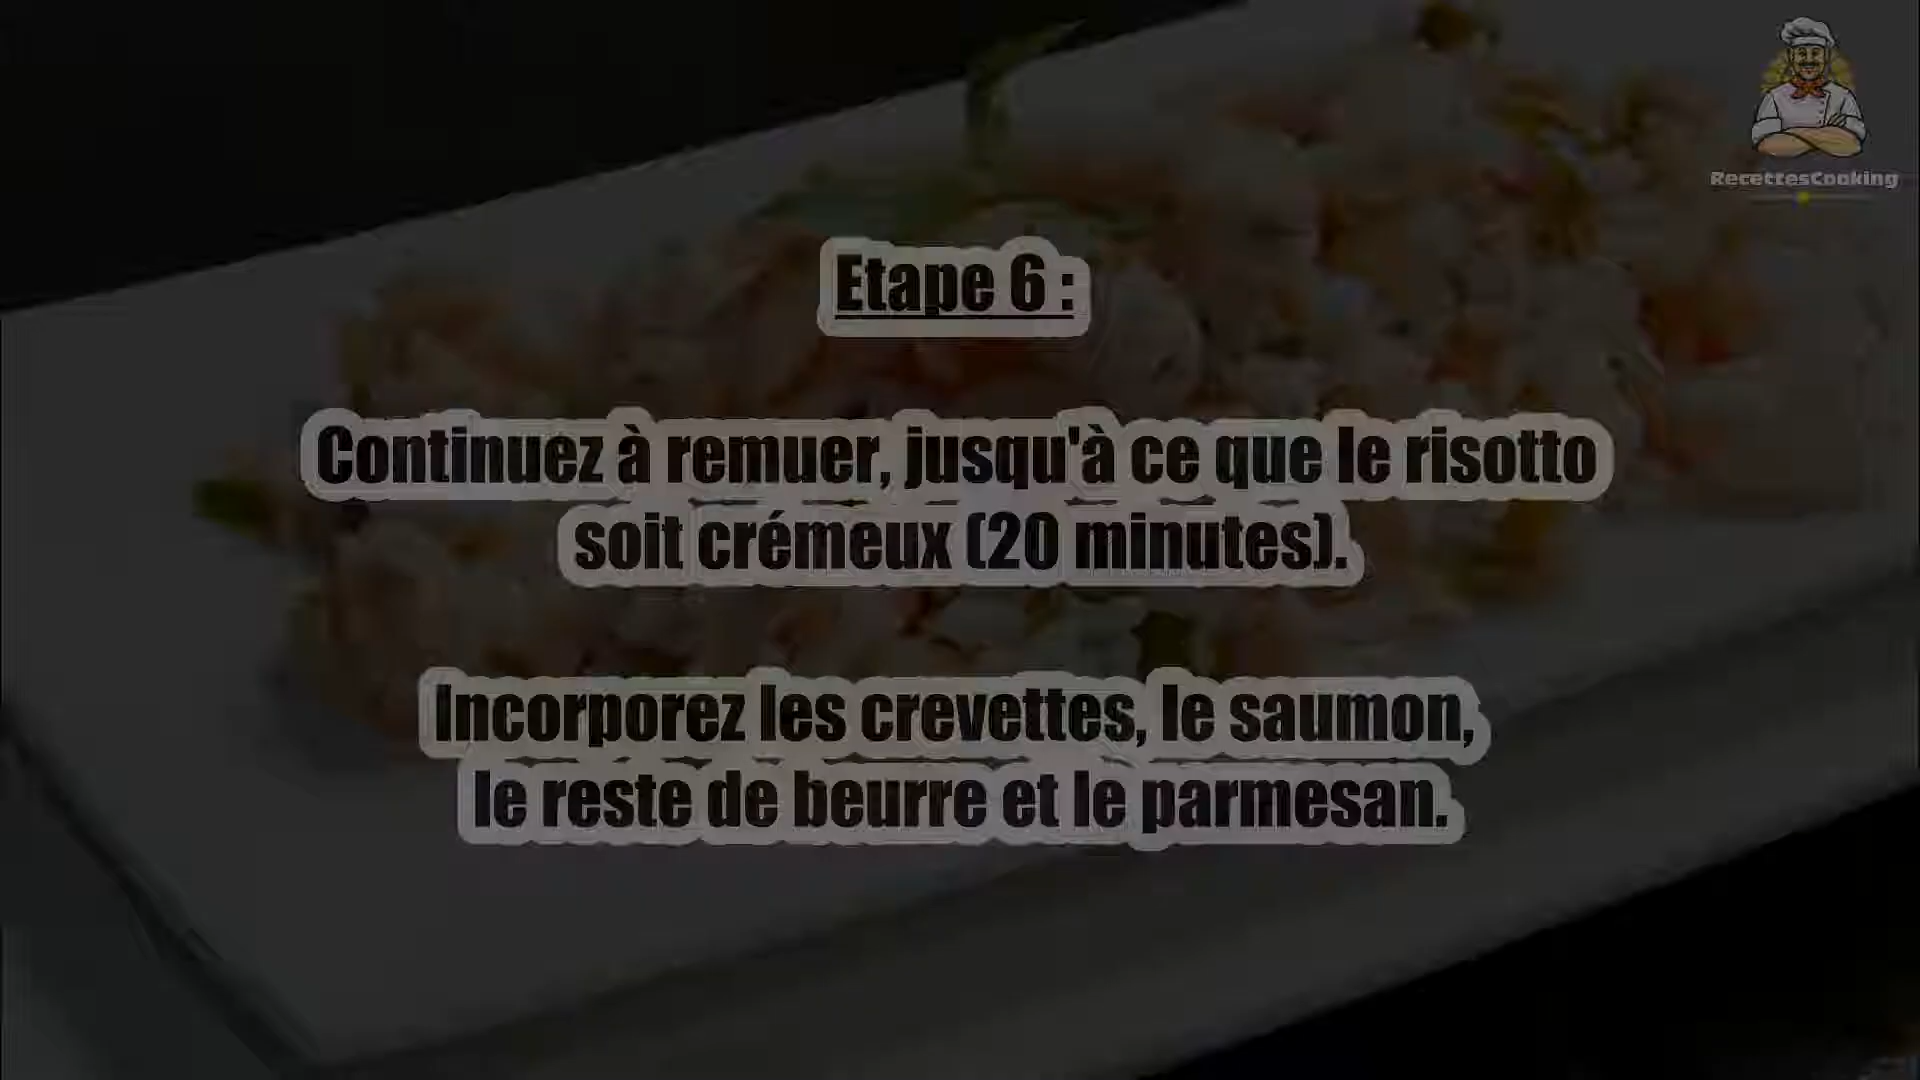 RecettesCooking
Etape 6 :
Continuez à remuer, jusqu'à ce que le risotto
soit crémeux (20 minutes).
Incorporez les crevettes, le saumon,
le reste de beurre et le parmesan.